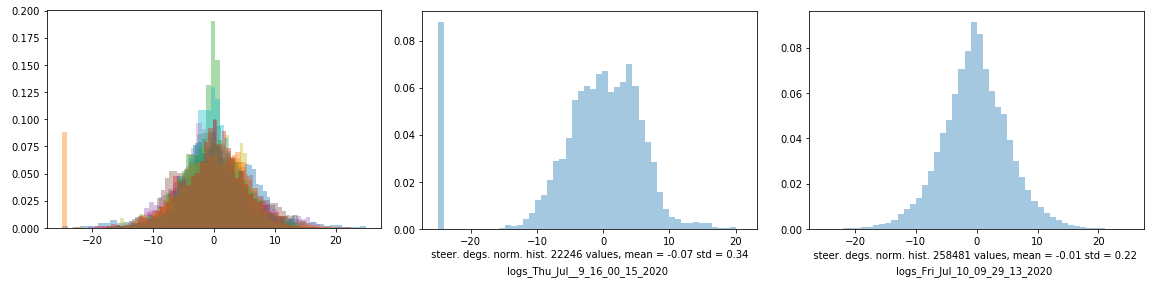 0.200
0.175
0.150
0.125
0.100
0.075
0.050
0.025
0.000
−20 −10 0 10 20
0.08
0.06
0.04
0.02
0.00
−20 −10 0 10 20
steer. degs. norm. hist. 22246 values, mean = -0.07 std = 0.34
logs_Thu_Jul__9_16_00_15_2020
0.08
0.06
0.04
0.02
0.00
−20 −10 0 10 20
steer. degs. norm. hist. 258481 values, mean = -0.01 std = 0.22
logs_Fri_Jul_10_09_29_13_2020